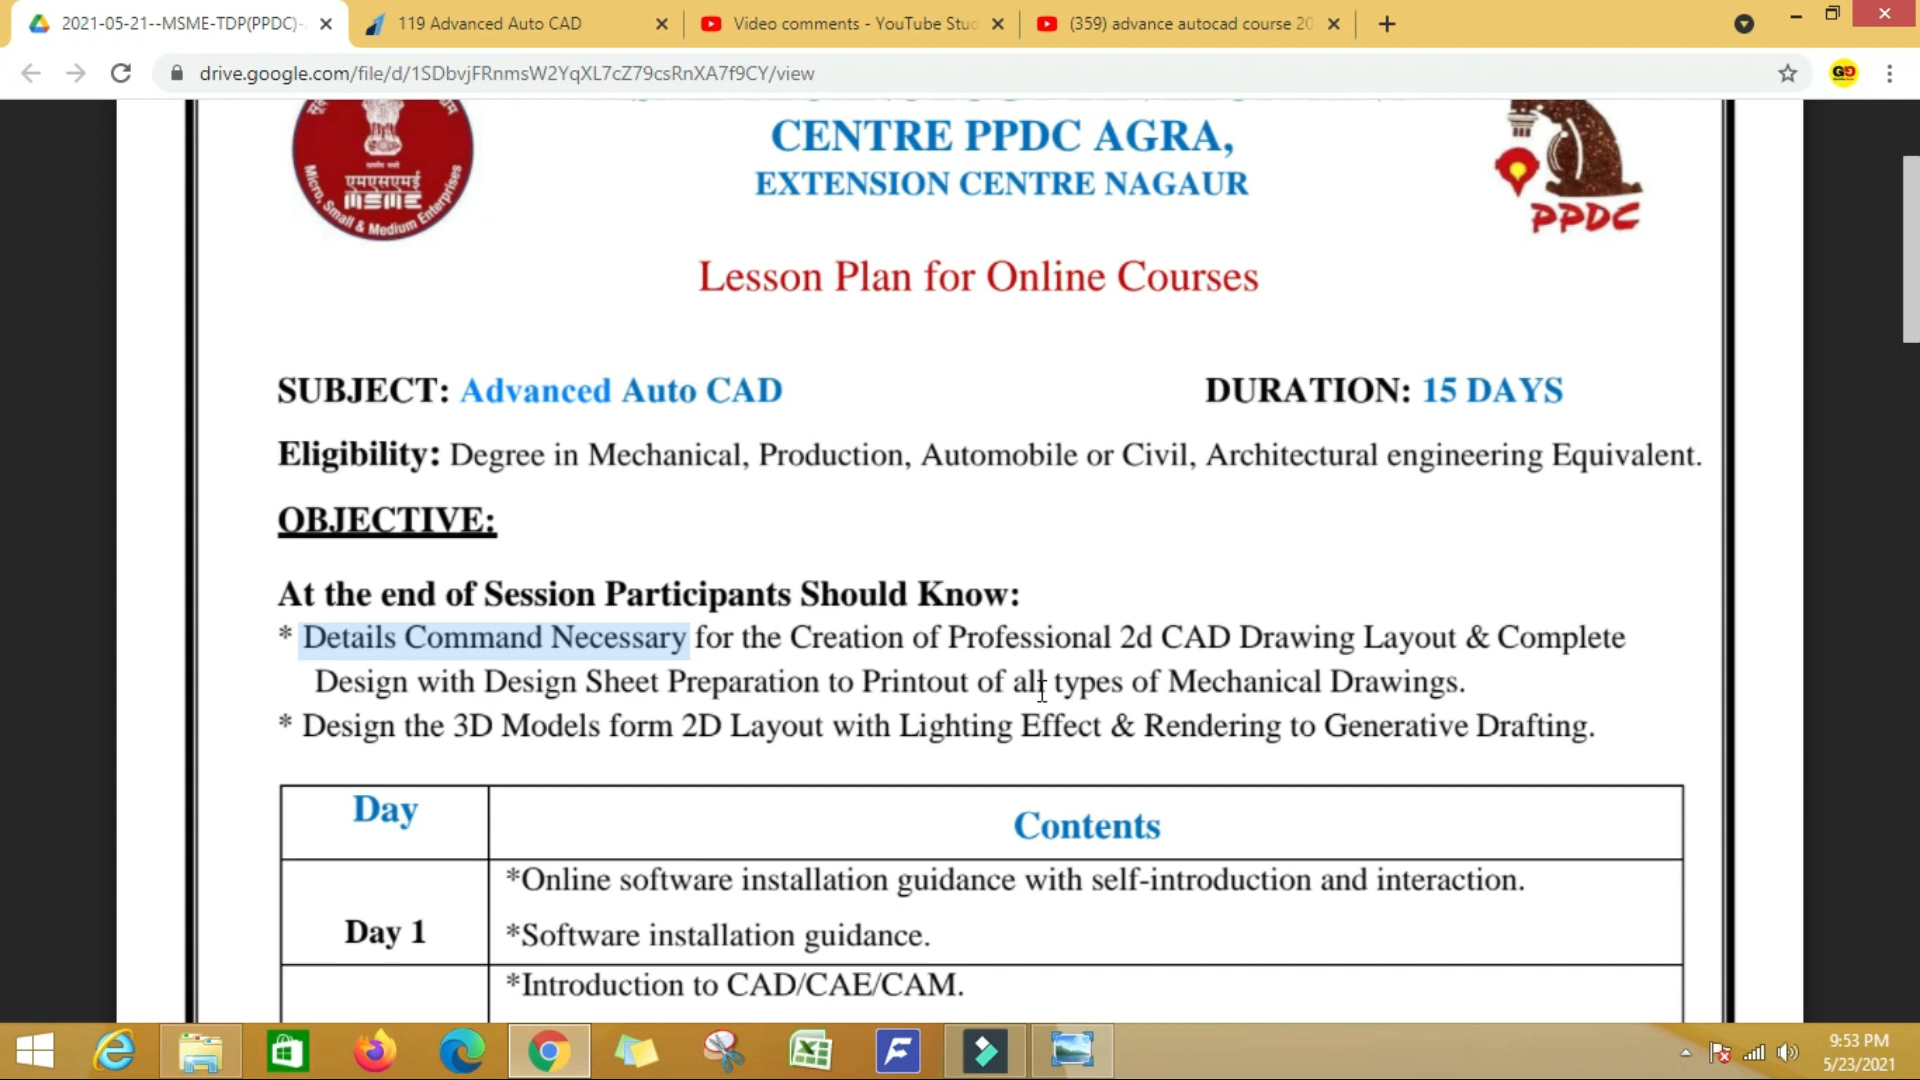 2021-05-21--MSME-TDP(PPDC)-
119 Advanced Auto CAD
Video comments - YouTube Stu
(359) advance autocad course 20
drive.google.com/file/d/1SDbvjFRnmsW2YqXL7cZ79csRnXA7f9CY/view
एमएसएमई
MSME
Micro, Small & Medium Enterprises
CENTRE PPDC AGRA,
EXTENSION CENTRE NAGAUR
PPDC
Lesson Plan for Online Courses
SUBJECT: Advanced Auto CAD
DURATION: 15 DAYS
Eligibility: Degree in Mechanical, Production, Automobile or Civil, Architectural engineering Equivalent.
OBJECTIVE:
At the end of Session Participants Should Know:
* Details Command Necessary for the Creation of Professional 2d CAD Drawing Layout & Complete
Design with Design Sheet Preparation to Printout of all types of Mechanical Drawings.
* Design the 3D Models form 2D Layout with Lighting Effect & Rendering to Generative Drafting.
Day
Contents
Day 1
*Online software installation guidance with self-introduction and interaction.
*Software installation guidance.
*Introduction to CAD/CAE/CAM.
9:53 PM
5/23/2021